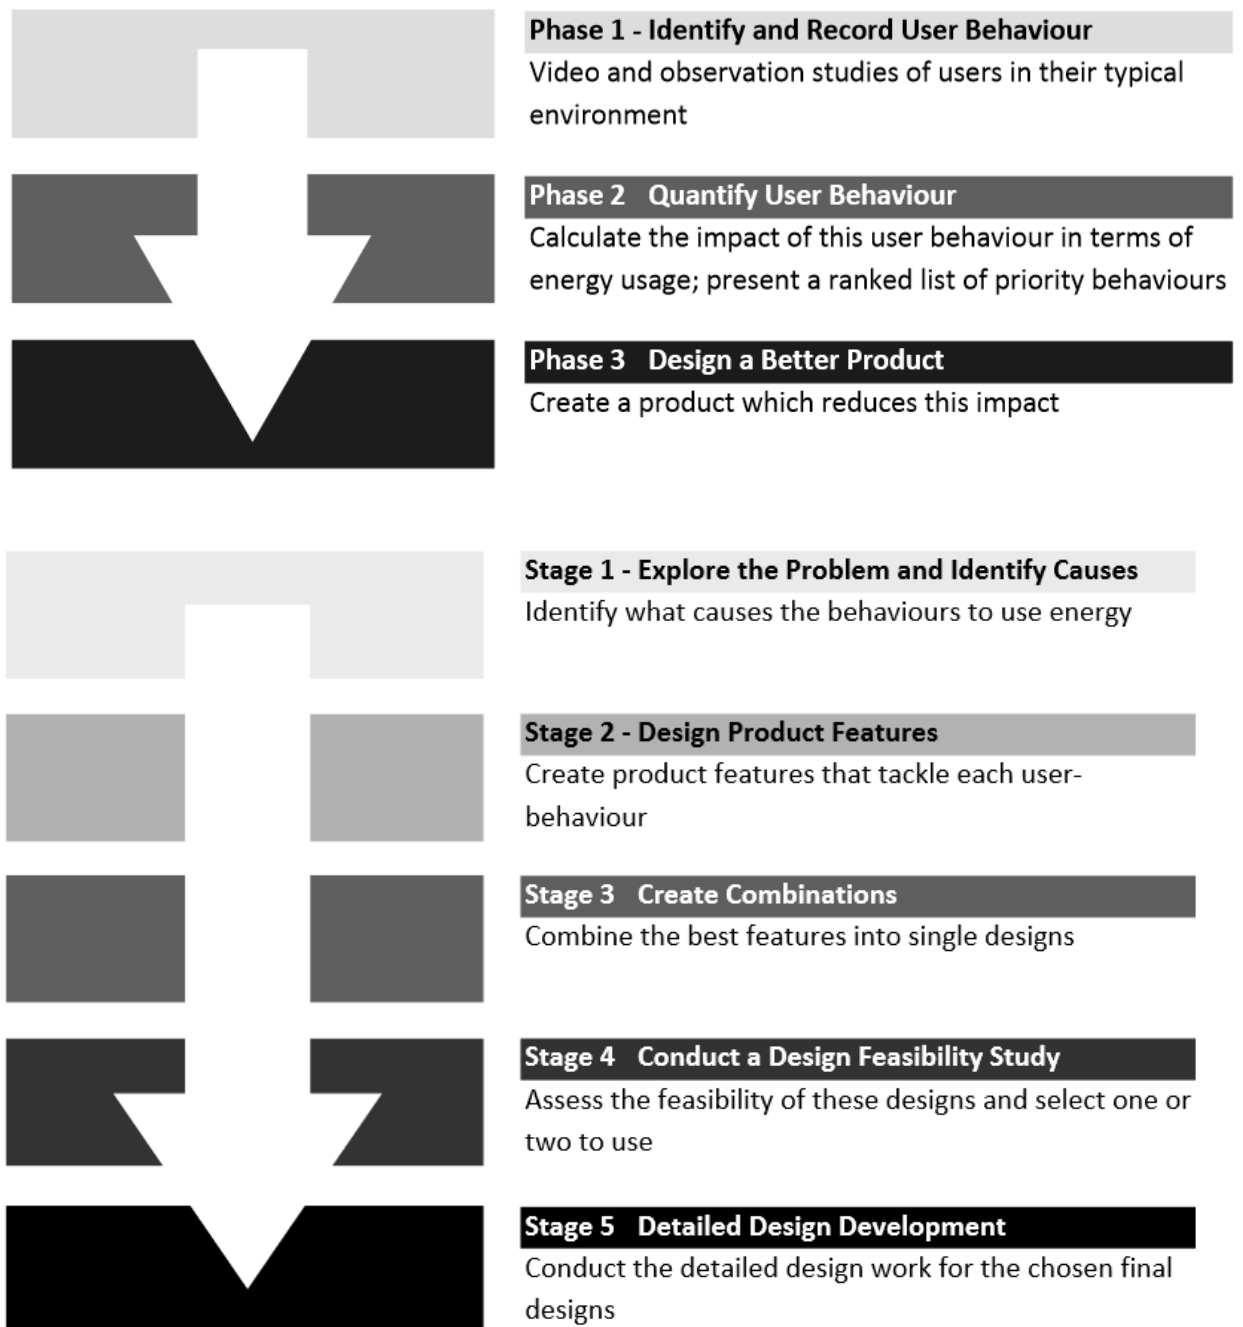 Phase 1 - Identify and Record User Behaviour
Video and observation studies of users in their typical
environment
Phase 2 Quantify User Behaviour
Calculate the impact of this user behaviour in terms of
energy usage; present a ranked list of priority behaviours
Phase 3 Design a Better Product
Create a product which reduces this impact
Stage 1 - Explore the Problem and Identify Causes
Identify what causes the behaviours to use energy
Stage 2 - Design Product Features
Create product features that tackle each user-
behaviour
Stage 3 Create Combinations
Combine the best features into single designs
Stage 4 Conduct a Design Feasibility Study
Assess the feasibility of these designs and select one or
two to use
Stage 5 Detailed Design Development
Conduct the detailed design work for the chosen final
designs